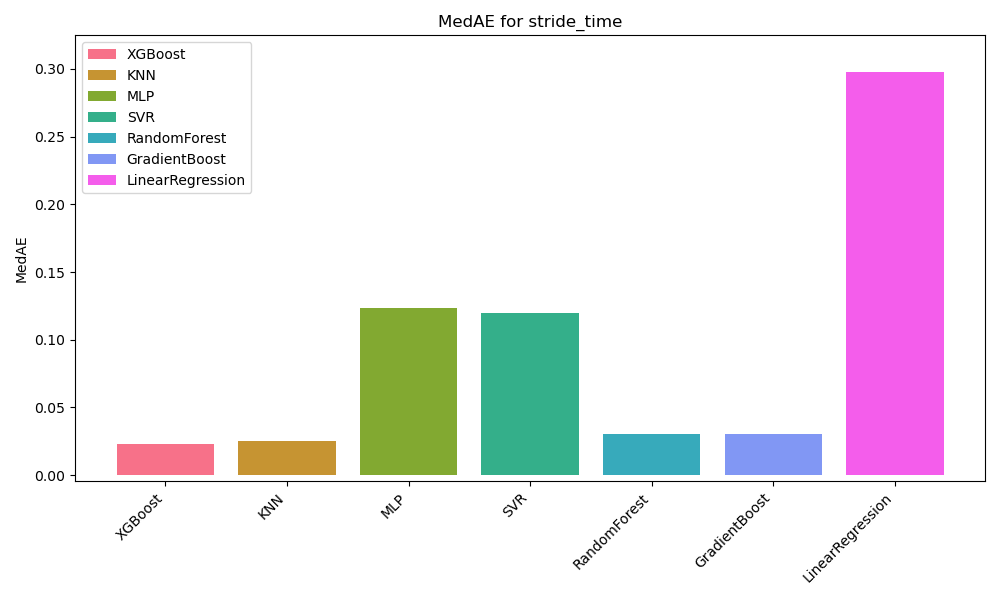 MedAE for stride_time
XGBoost
KNN
MLP
SVR
RandomForest
GradientBoost
LinearRegression
MedAE
0.30
0.25
0.20
0.15
0.10
0.05
0.00
XGBoost
KNN
MLP
SVR
RandomForest
GradientBoost
LinearRegression